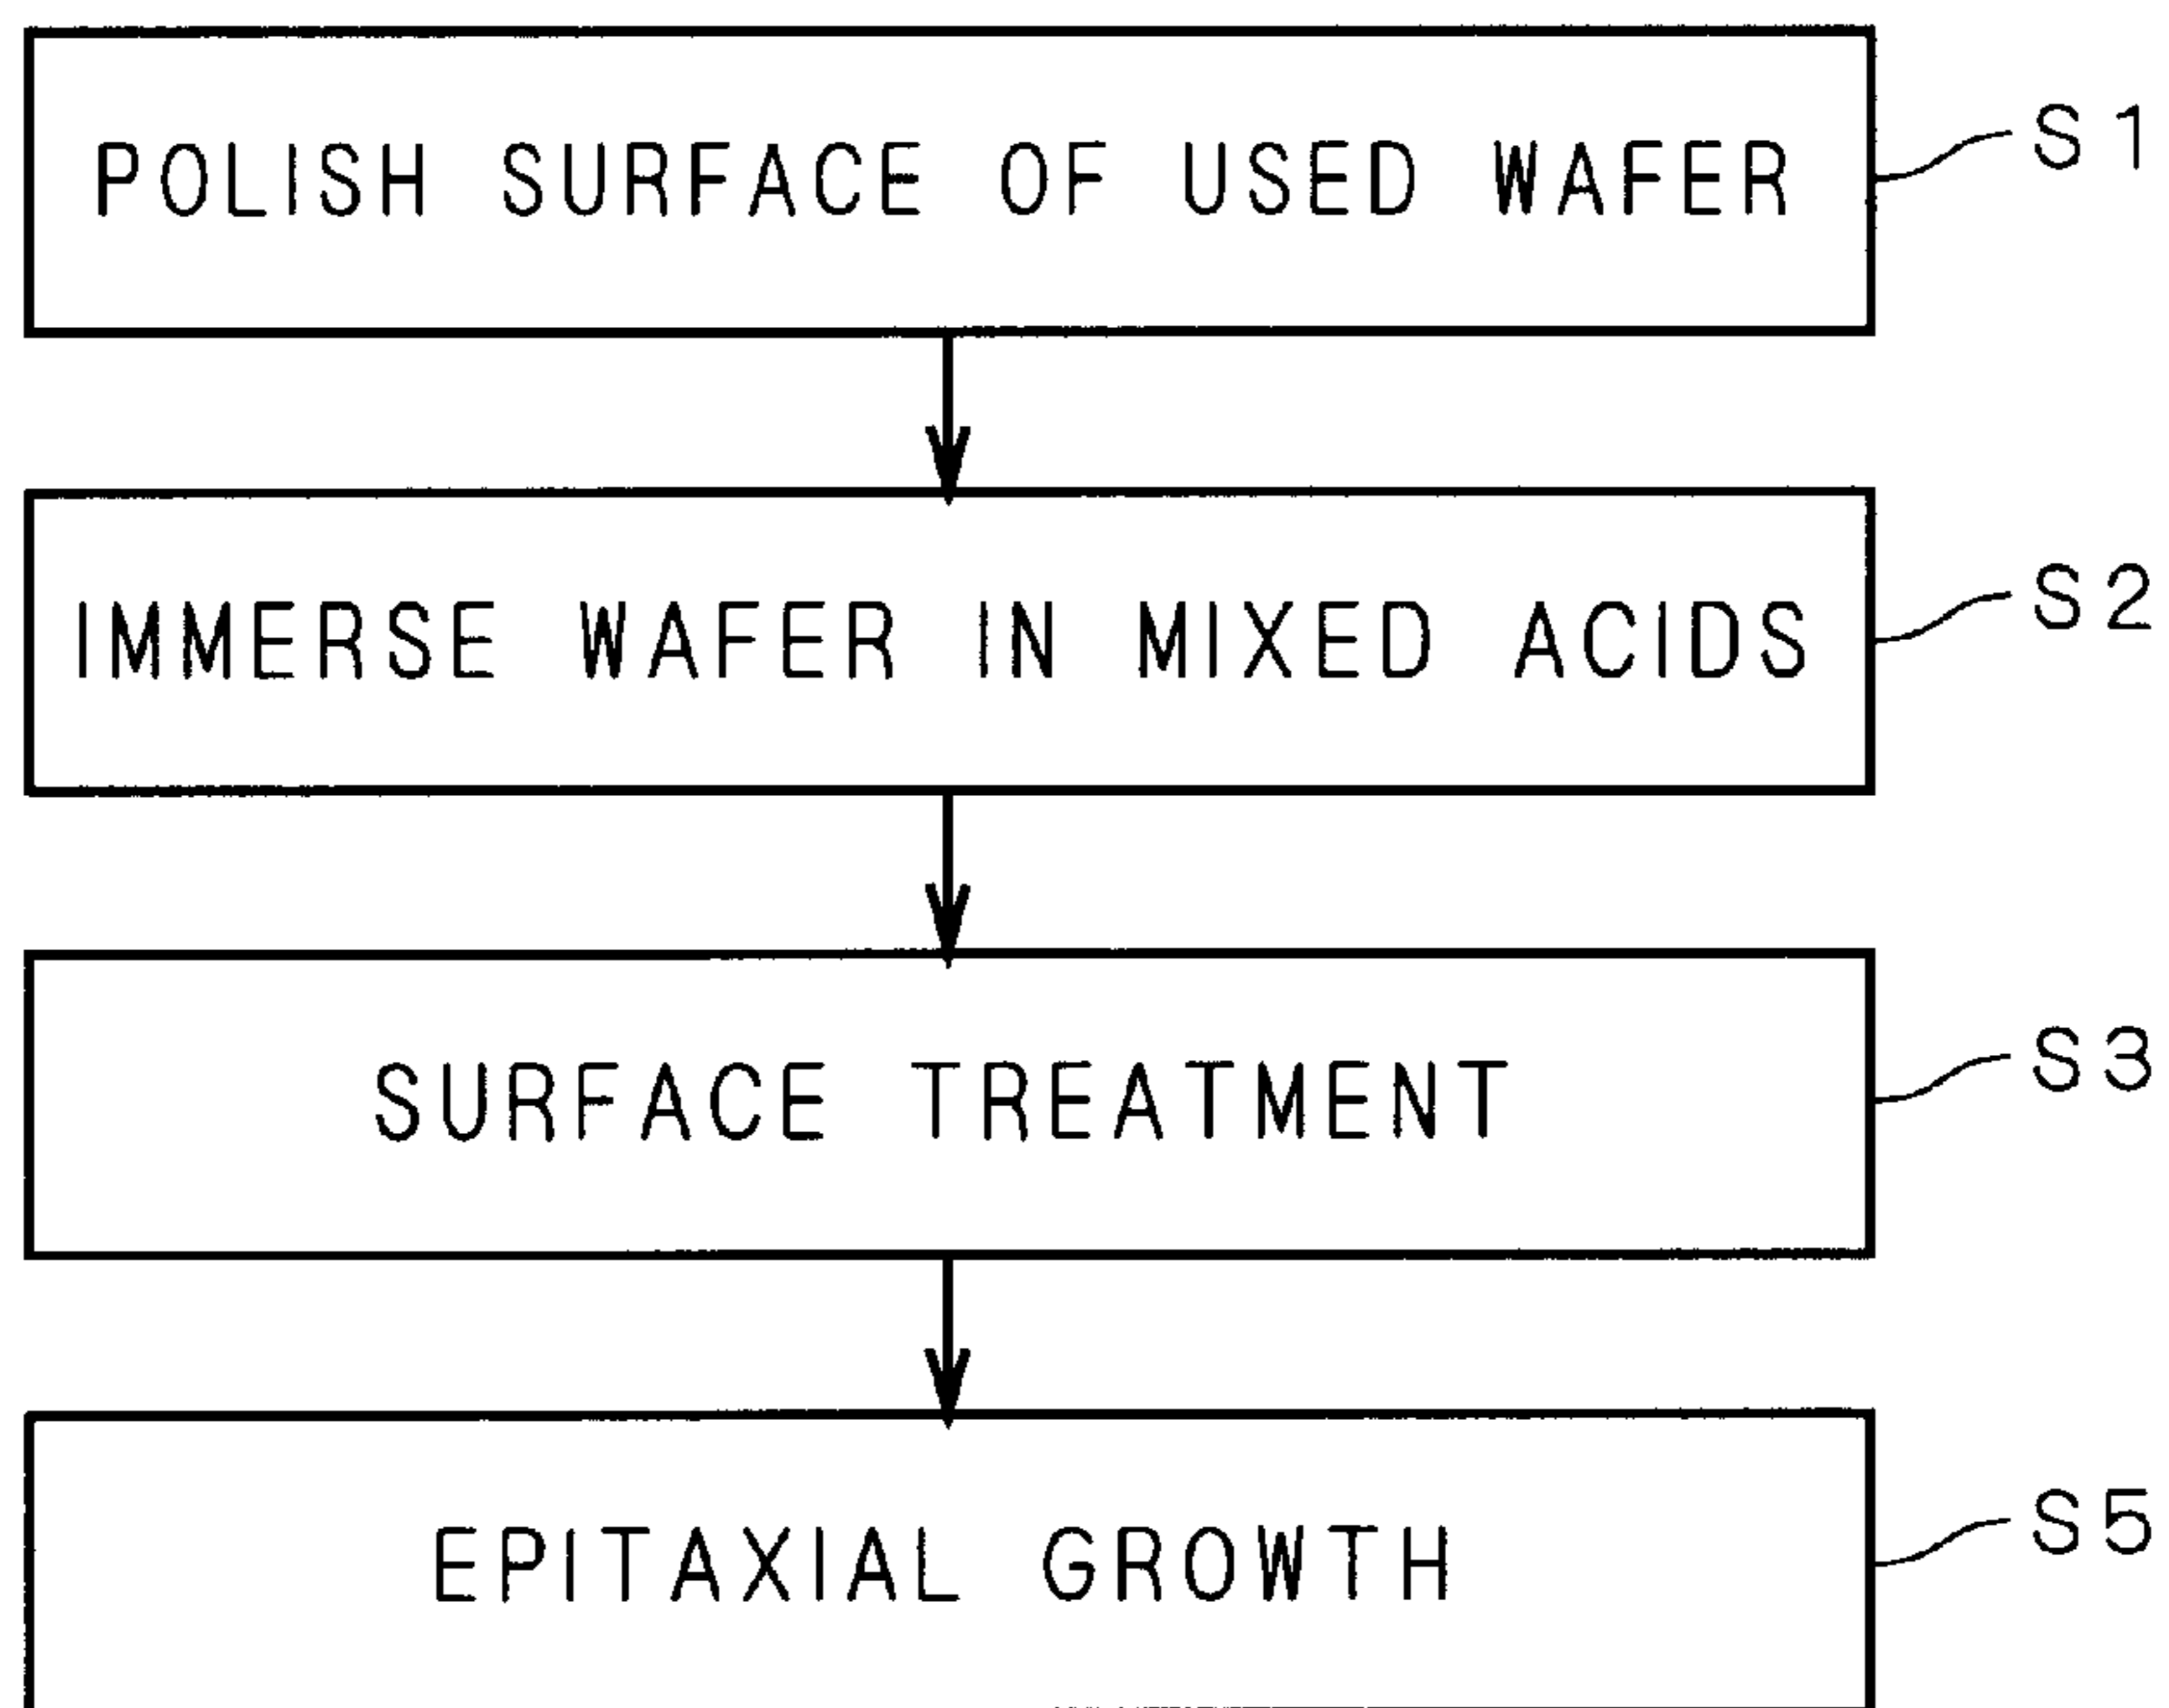 POLISH SURFACE OF USED WAFER S1
IMMERSE WAFER IN MIXED ACIDS S2
SURFACE TREATMENT S3
EPITAXIAL GROWTH S5